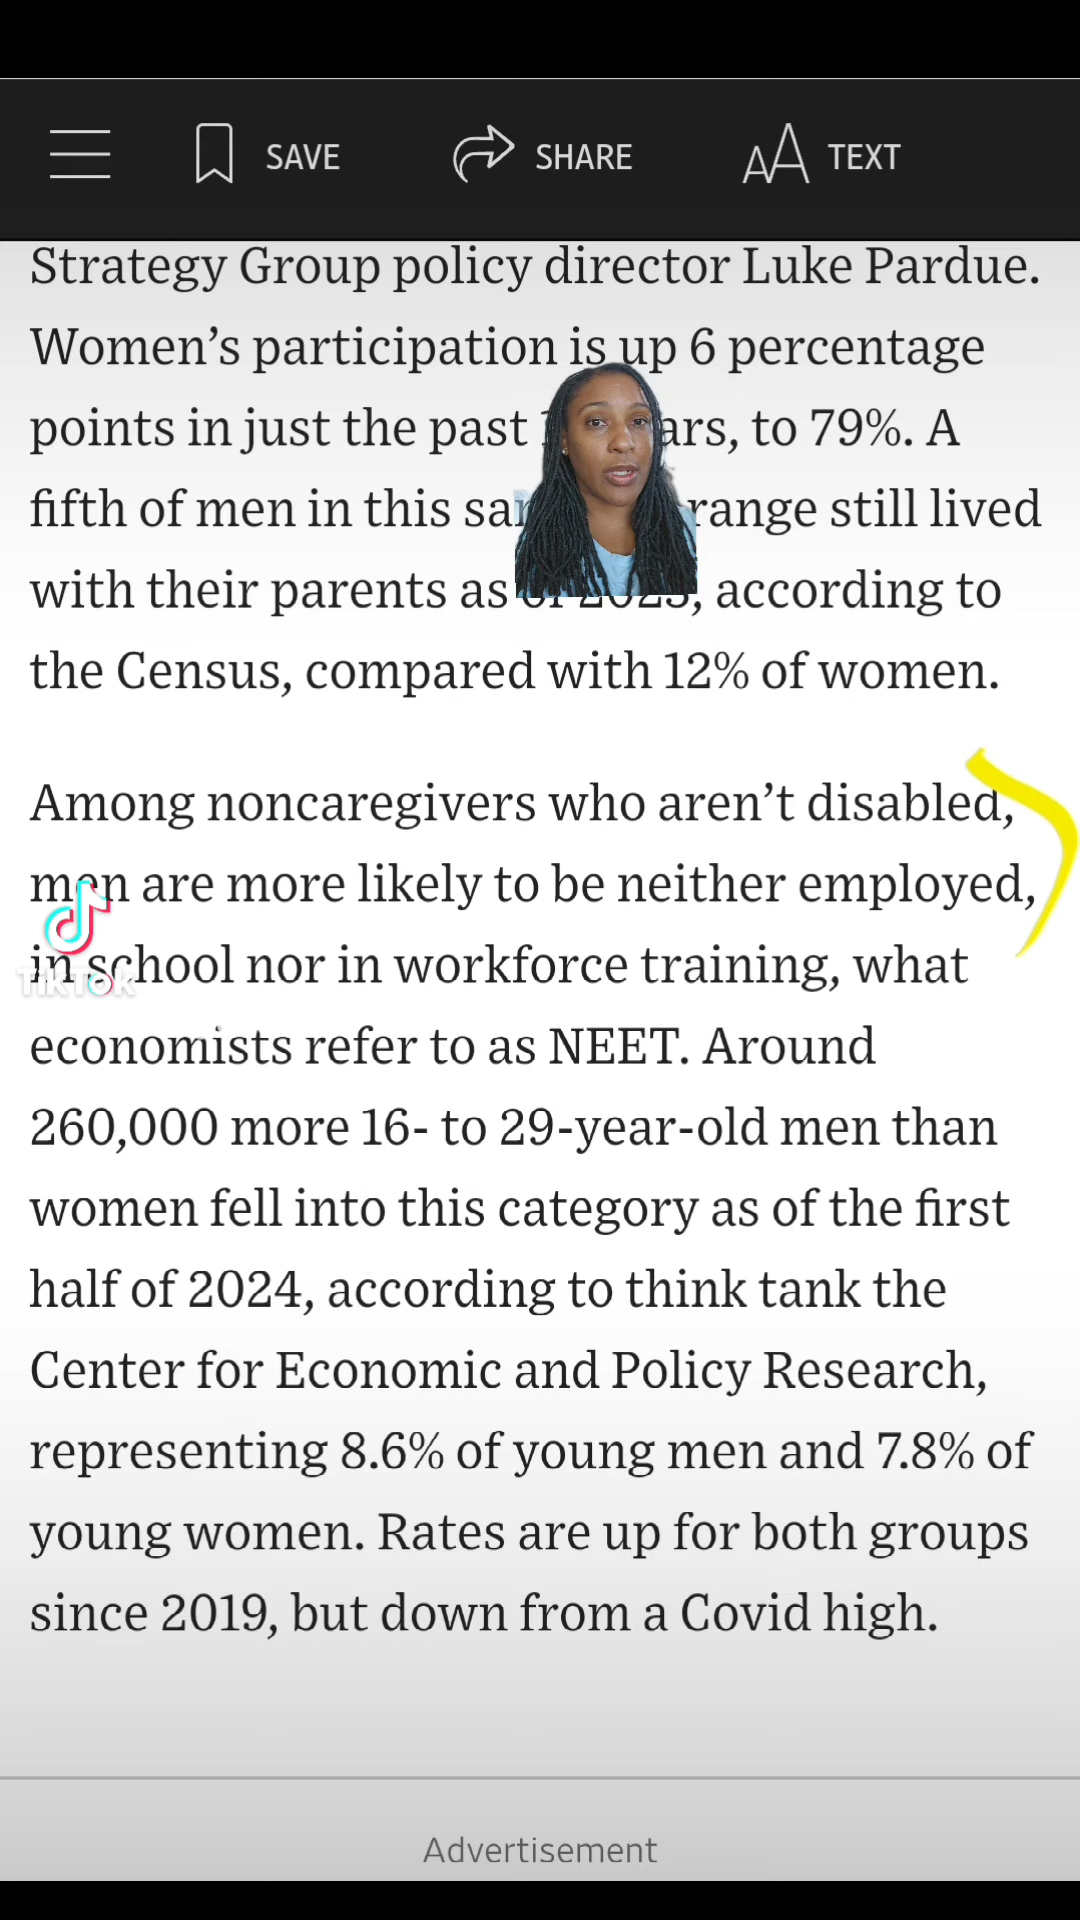 SAVE SHARE TEXT
Strategy Group policy director Luke Pardue.
Women’s participation is up 6 percentage
points in just the past to 79%. A
fifth of men in this range still lived
with their parents as according to
the Census, compared with 12% of women.
Among noncaregivers who aren’t disabled,
men are more likely to be neither employed,
in school nor in workforce training, what
TikTok
economists refer to as NEET. Around
260,000 more 16- to 29-year-old men than
women fell into this category as of the first
half of 2024, according to think tank the
Center for Economic and Policy Research,
representing 8.6% of young men and 7.8% of
young women. Rates are up for both groups
since 2019, but down from a Covid high.
Advertisement